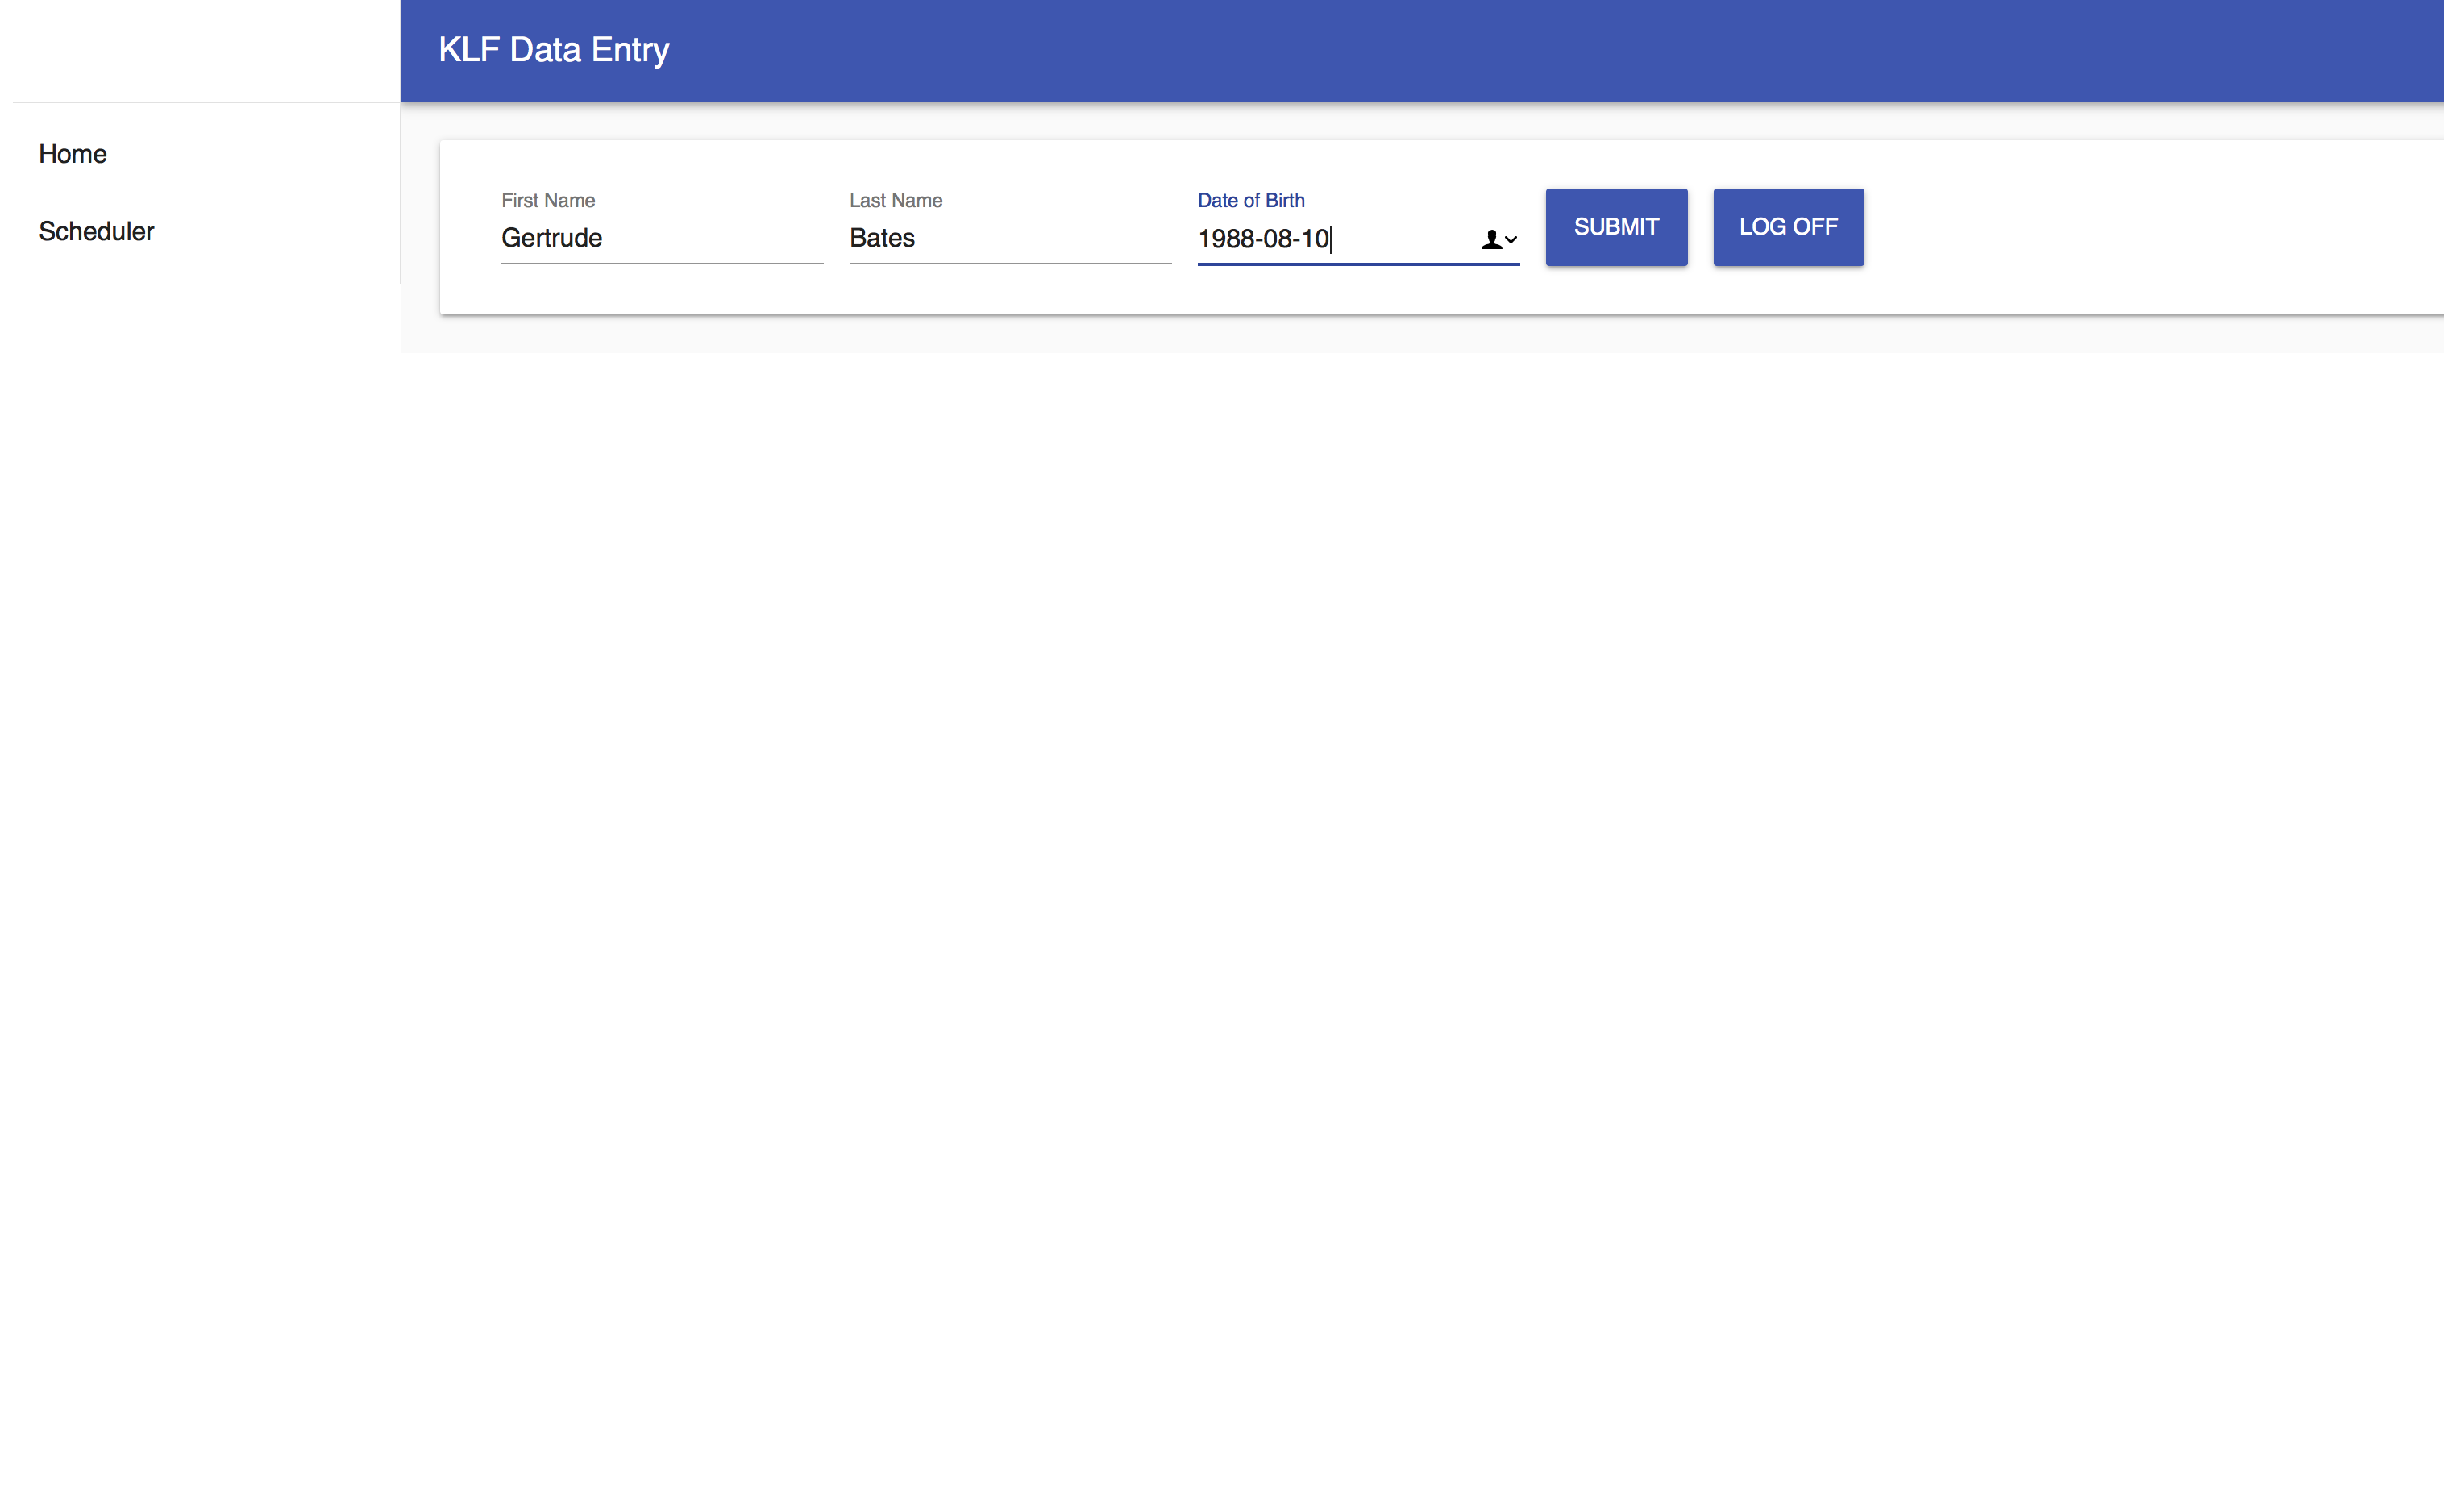 KLF Data Entry
Home
Scheduler
First Name
Gertrude
Last Name
Bates
Date of Birth
1988-08-10
SUBMIT
LOG OFF